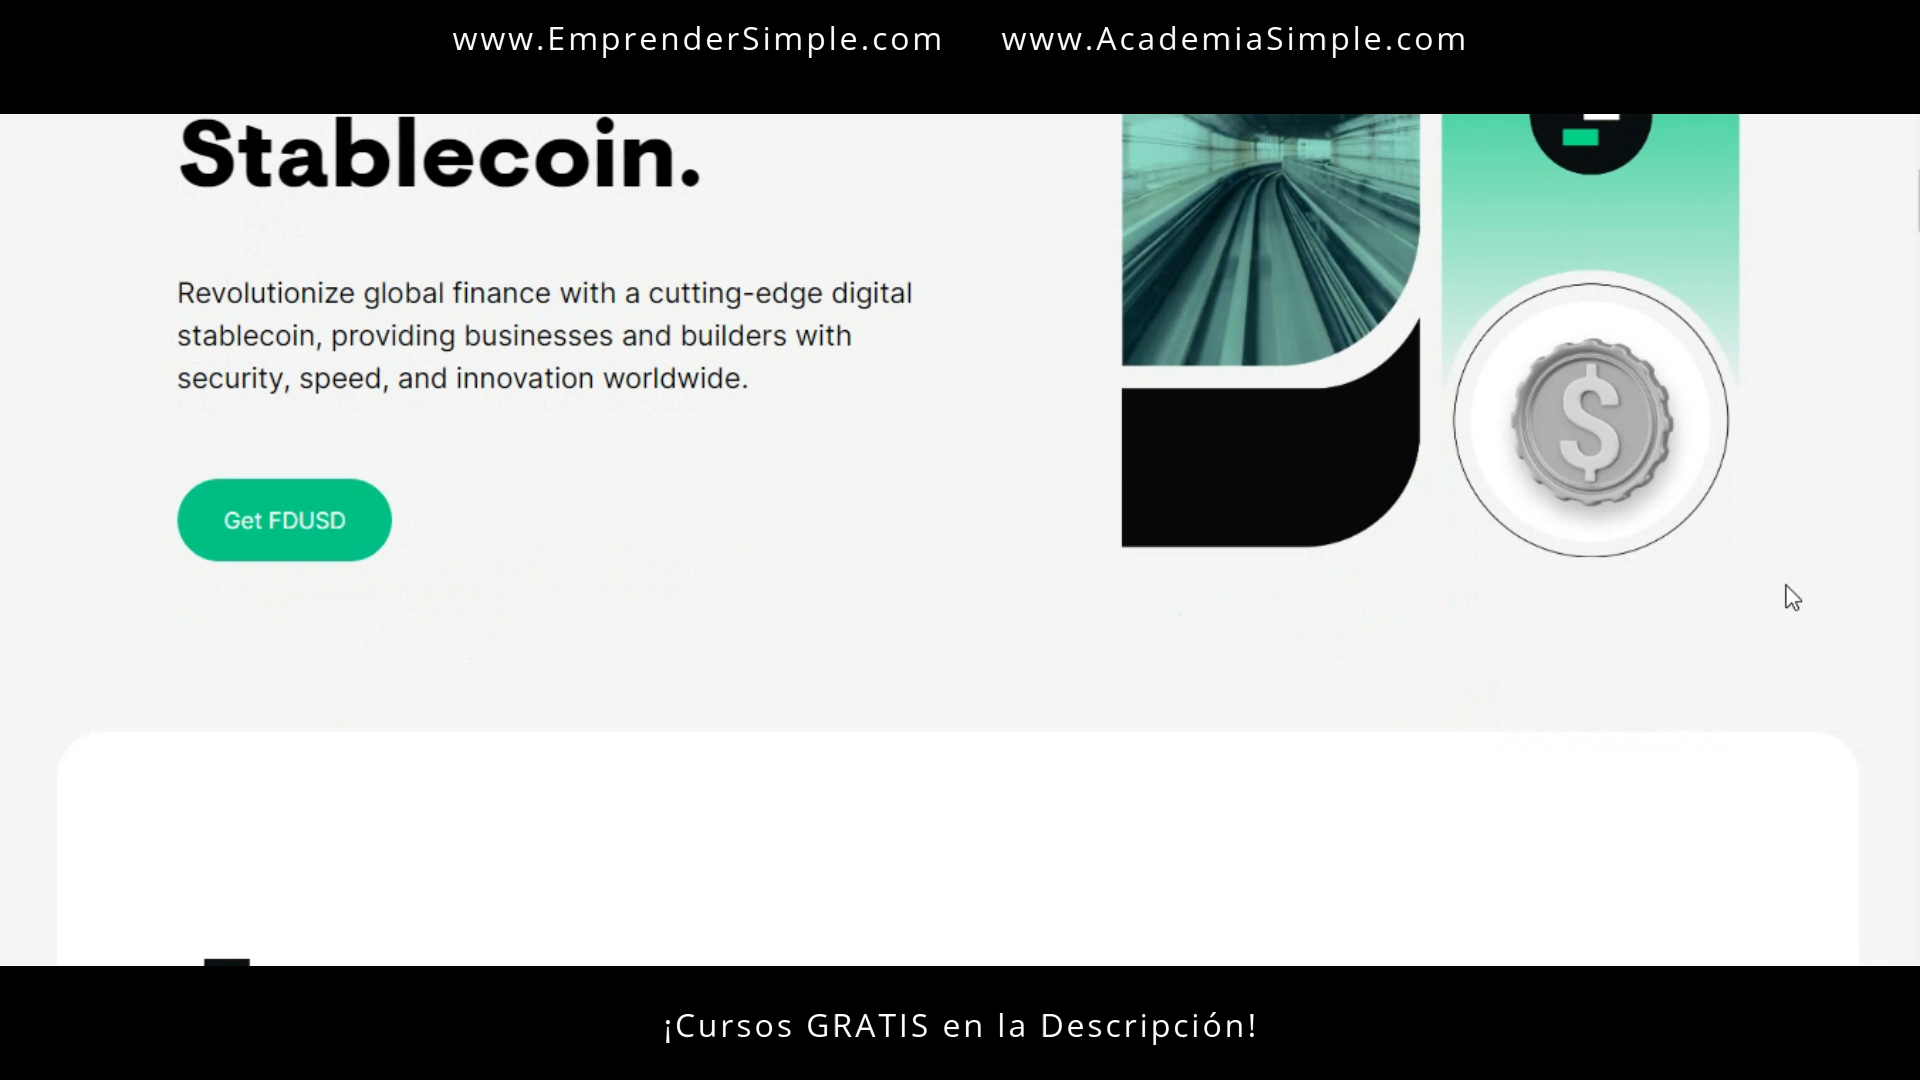 www.EmprenderSimple.com www.AcademiaSimple.com
Stablecoin.
Revolutionize global finance with a cutting-edge digital
stablecoin, providing businesses and builders with
security, speed, and innovation worldwide.
$
Get FDUSD
¡Cursos GRATIS en la Descripción!